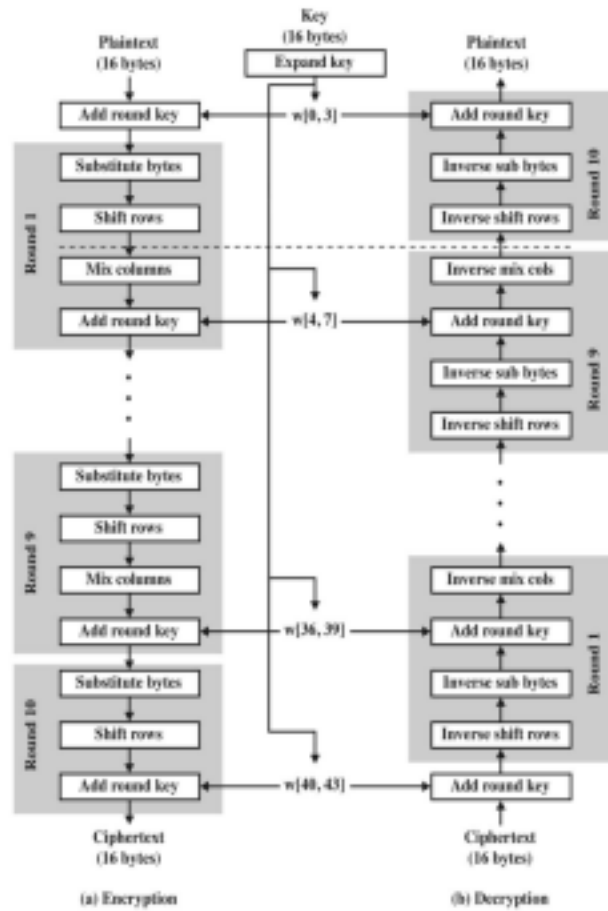 Key
(16 bytes)
Expand key
Plaintext
(16 bytes)
Add round key
Substitute bytes
Shift rows
Mix columns
Add round key
Round 1
Substitute bytes
Shift rows
Mix columns
Add round key
Round 9
Substitute bytes
Shift rows
Add round key
Round 10
Ciphertext
(16 bytes)
(a) Encryption
w[0, 3]
w[4, 7]
w[36, 39]
w[40, 43]
Plaintext
(16 bytes)
Add round key
Inverse sub bytes
Inverse shift rows
Round 10
Inverse mix cols
Add round key
Inverse sub bytes
Inverse shift rows
Round 9
Inverse mix cols
Add round key
Inverse sub bytes
Inverse shift rows
Round 1
Add round key
Ciphertext
(16 bytes)
(b) Decryption